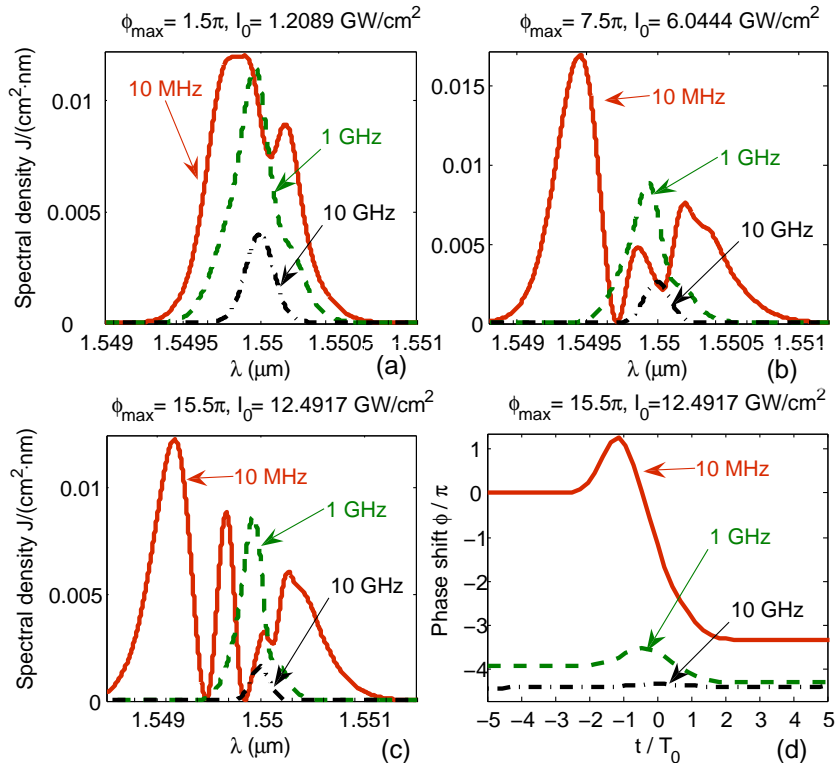 ϕmax= 1.5π, I0= 1.2089 GW/cm2
Spectral density J/(cm2·nm)
0.01
0.005
0
10 MHz
1 GHz
10 GHz
1.549 1.5495 1.55 1.5505 1.551
λ (μm)
(a)
ϕmax= 7.5π, I0= 6.0444 GW/cm2
0.015
0.01
0.005
0
10 MHz
1 GHz
10 GHz
1.549 1.5495 1.55 1.5505 1.551
λ (μm)
(b)
ϕmax= 15.5π, I0= 12.4917 GW/cm2
Spectral density J/(cm2·nm)
0.01
0.005
0
10 MHz
1 GHz
10 GHz
1.549 1.55 1.551
λ (μm)
(c)
ϕmax= 15.5π, I0=12.4917 GW/cm2
Phase shift ϕ / π
1
0
−1
−2
−3
−4
10 MHz
1 GHz
10 GHz
−5 −4 −3 −2 −1 0 1 2 3 4 5
t / T0
(d)